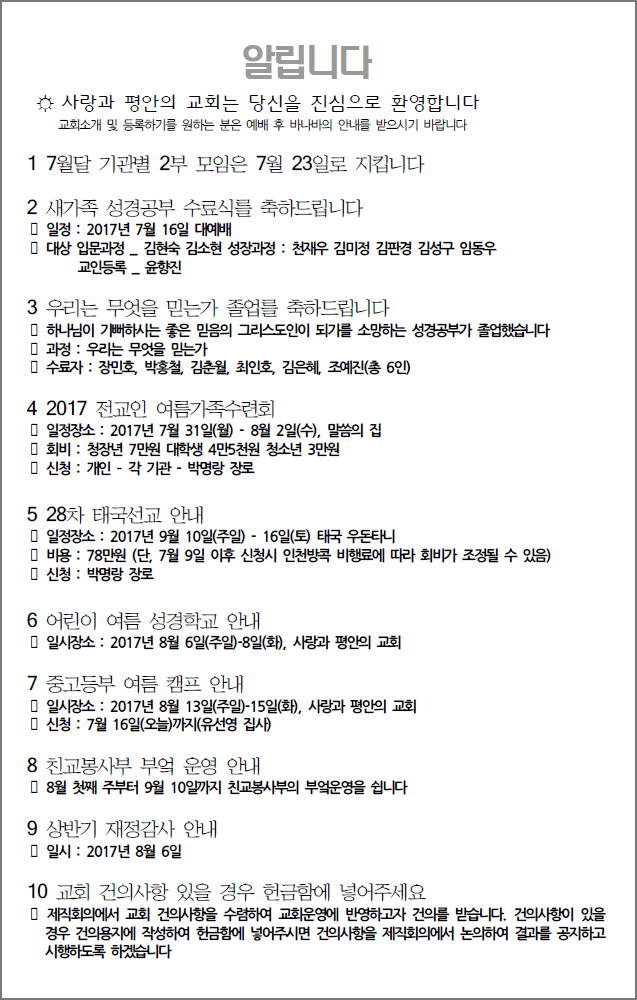 알립니다
☼ 사랑과 평안의 교회는 당신을 진심으로 환영합니다
교회소개 및 등록하기를 원하는 분은 예배 후 바나바의 안내를 받으시기 바랍니다
1 7월달 기관별 2부 모임은 7월 23일로 지킵니다
2 새가족 성경공부 수료식를 축하드립니다
▯ 일정 : 2017년 7월 16일 대예배
▯ 대상 입문과정 _ 김현숙 김소현 성장과정 : 천재우 김미정 김판경 김성구 임동우
교인등록 _ 윤항진
3 우리는 무엇을 믿는가 졸업를 축하드립니다
▯ 하나님이 기뻐하시는 좋은 믿음의 그리스도인이 되기를 소망하는 성경공부가 졸업했습니다
▯ 과정 : 우리는 무엇을 믿는가
▯ 수료자 : 장민호, 박홍철, 김춘월, 최인호, 김은혜, 조예진(총 6인)
4 2017 전교인 여름가족수련회
▯ 일정장소 : 2017년 7월 31일(월) - 8월 2일(수), 말씀의 집
▯ 회비 : 청장년 7만원 대학생 4만5천원 청소년 3만원
▯ 신청 : 개인 - 각 기관 - 박명랑 장로
5 28차 태국선교 안내
▯ 일정장소 : 2017년 9월 10일(주일) - 16일(토) 태국 우돈타니
▯ 비용 : 78만원 (단, 7월 9일 이후 신청시 인천방콕 비행료에 따라 회비가 조정될 수 있음)
▯ 신청 : 박명랑 장로
6 어린이 여름 성경학교 안내
▯ 일시장소 : 2017년 8월 6일(주일)-8일(화), 사랑과 평안의 교회
7 중고등부 여름 캠프 안내
▯ 일시장소 : 2017년 8월 13일(주일)-15일(화), 사랑과 평안의 교회
▯ 신청 : 7월 16일(오늘)까지(유선영 집사)
8 친교봉사부 부엌 운영 안내
▯ 8월 첫째 주부터 9월 10일까지 친교봉사부의 부엌운영을 쉽니다
9 상반기 재정감사 안내
▯ 일시 : 2017년 8월 6일
10 교회 건의사항 있을 경우 헌금함에 넣어주세요
▯ 제직회의에서 교회 건의사항을 수렴하여 교회운영에 반영하고자 건의를 받습니다. 건의사항이 있을
경우 건의용지에 작성하여 헌금함에 넣어주시면 건의사항을 제직회의에서 논의하여 결과를 공지하고
시행하도록 하겠습니다